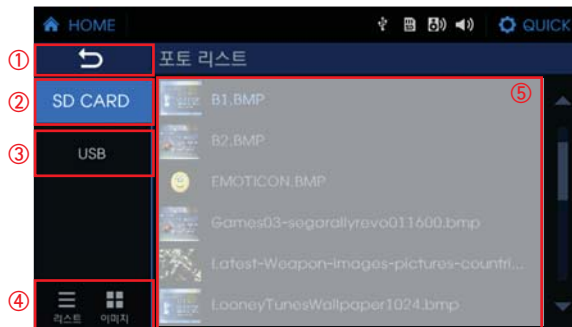 HOME
QUICK
①
포토 리스트
②
SD CARD
③
USB
④
리스트
이미지
⑤
B1.BMP
B2.BMP
EMOTICON.BMP
Games03-segarallyrevo011600.bmp
Latest-Weapon-images-pictures-countri...
LooneyTunesWallpaper1024.bmp